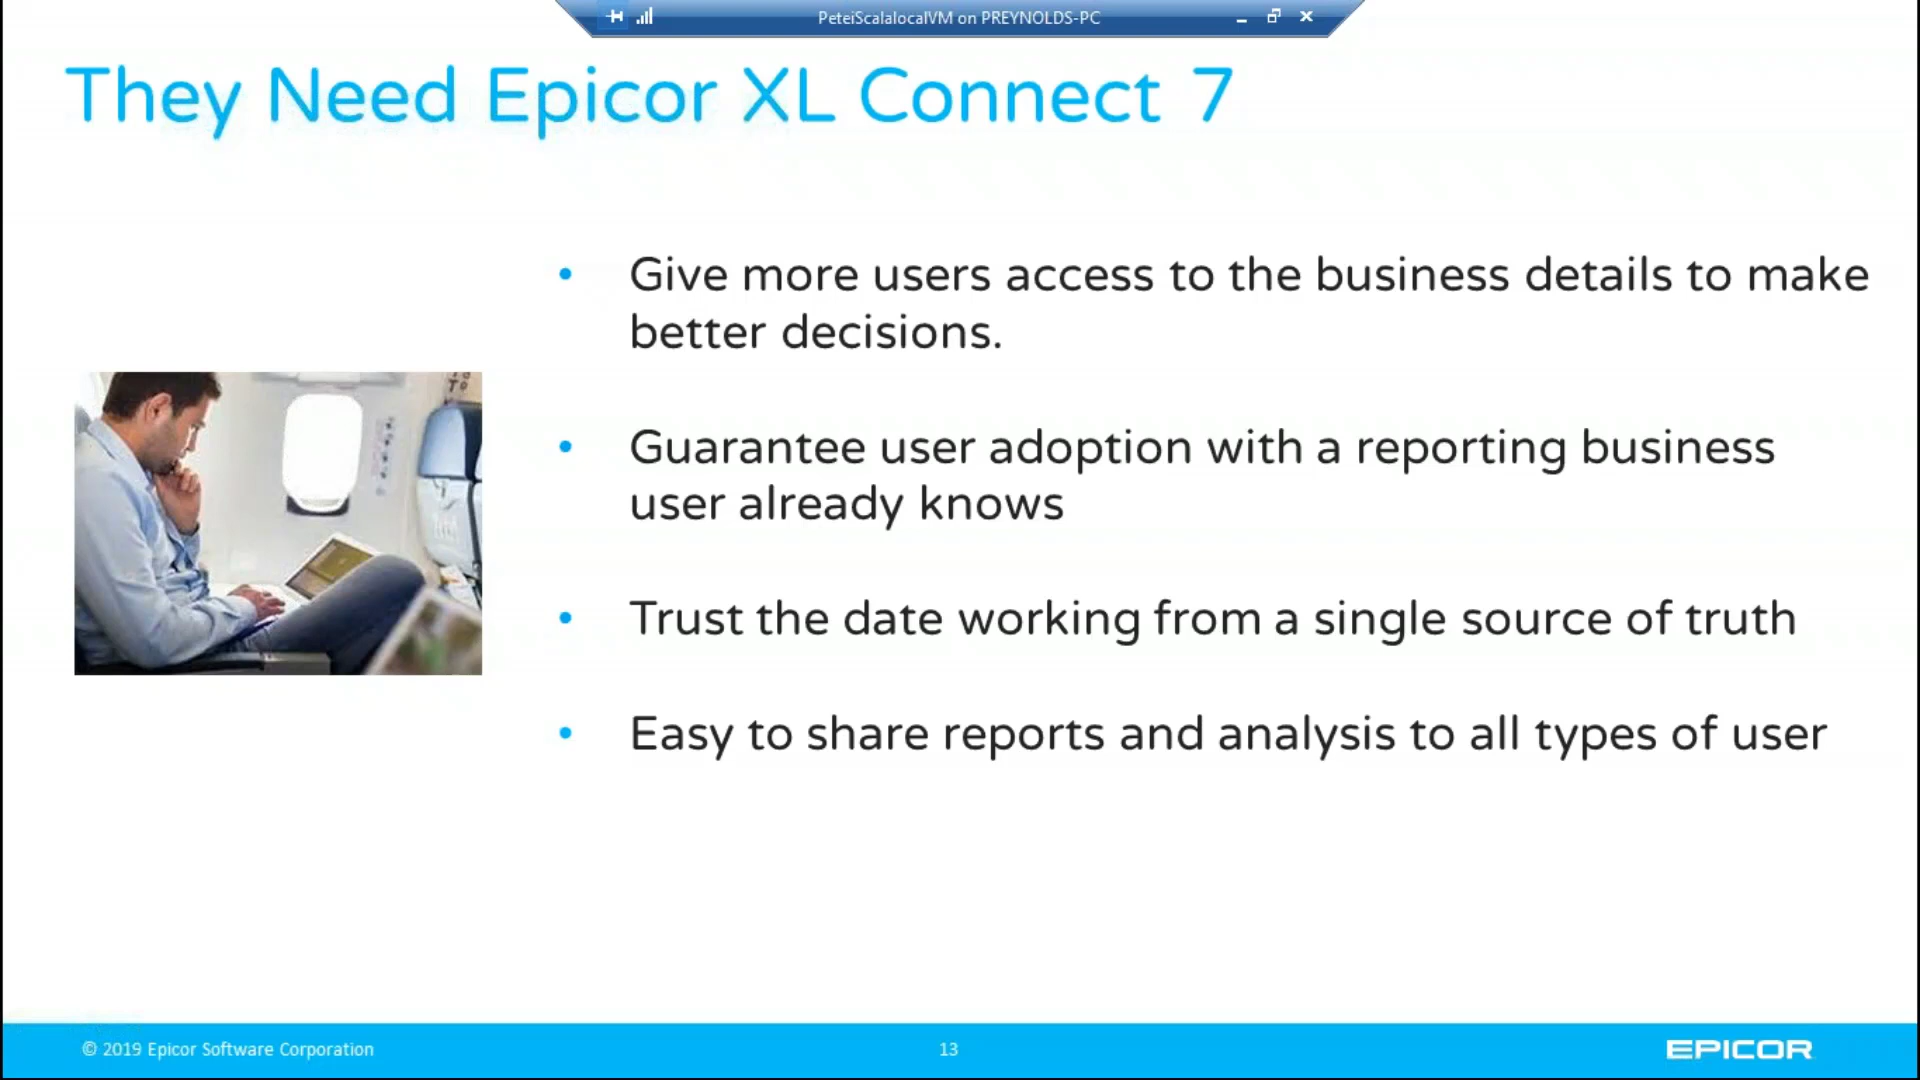 PeteiScalalocalVM on PREYNOLDS-PC
They Need Epicor XL Connect 7
• Give more users access to the business details to make
better decisions.
• Guarantee user adoption with a reporting business
user already knows
• Trust the date working from a single source of truth
• Easy to share reports and analysis to all types of user
© 2019 Epicor Software Corporation
13
EPICOR